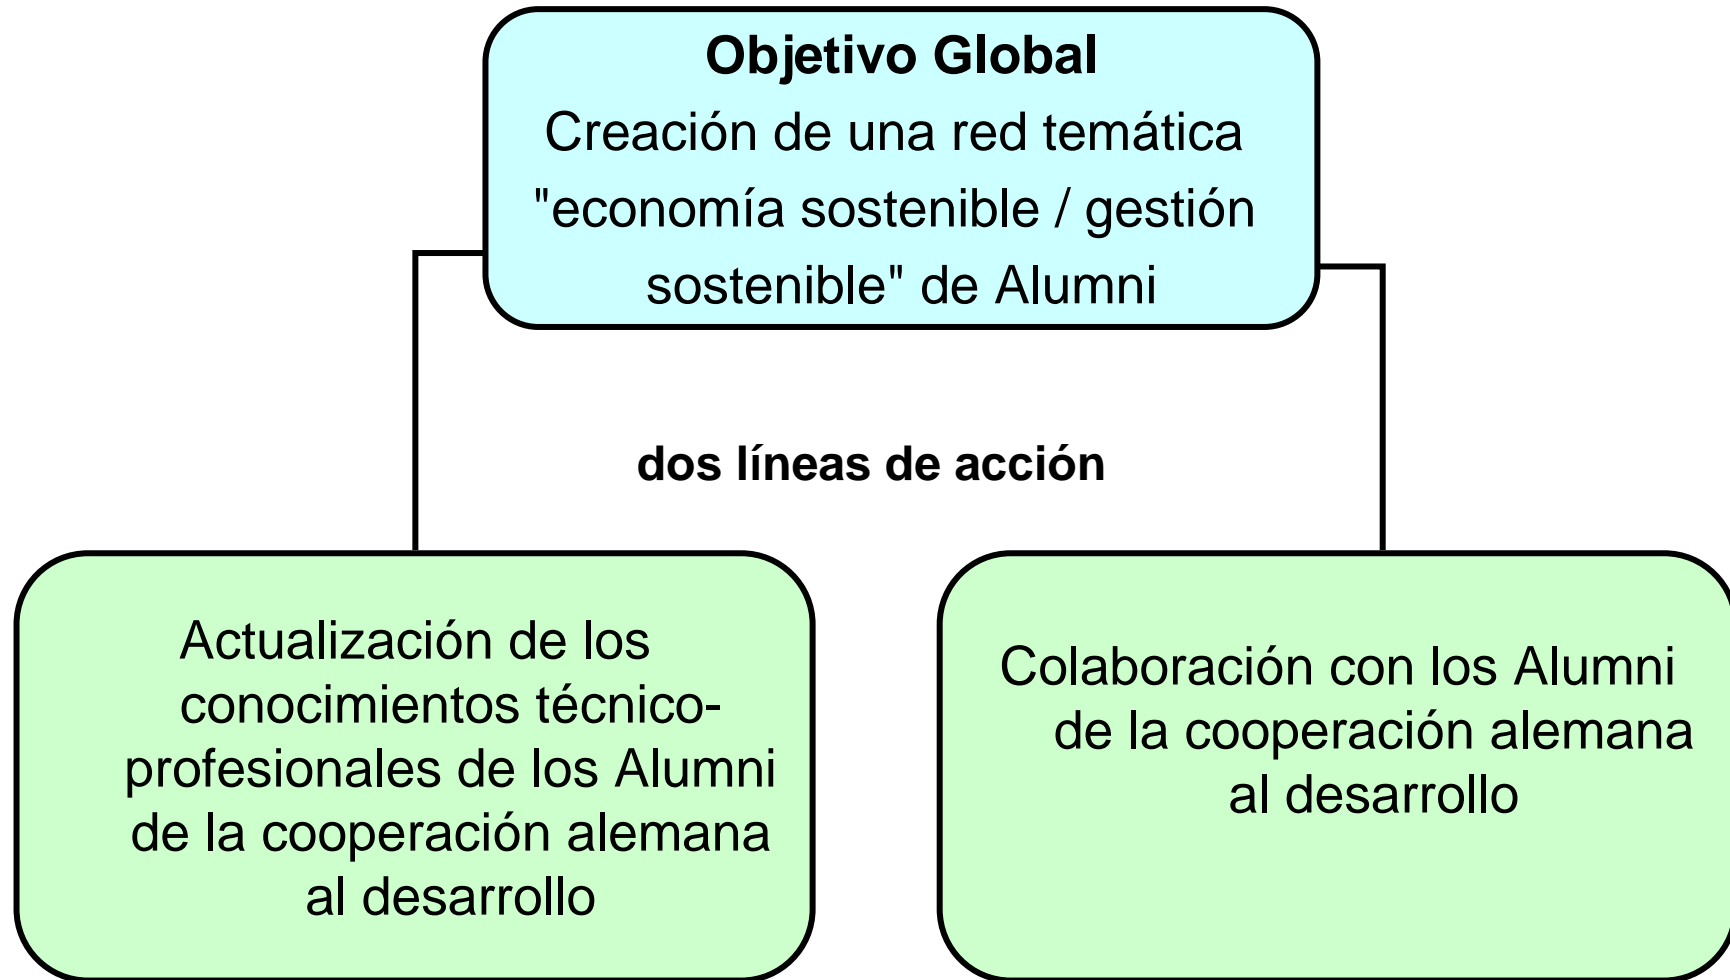 Objetivo Global
Creación de una red temática
"economía sostenible / gestión
sostenible" de Alumni
dos líneas de acción
Actualización de los
conocimientos técnico-
profesionales de los Alumni
de la cooperación alemana
al desarrollo
Colaboración con los Alumni
de la cooperación alemana
al desarrollo